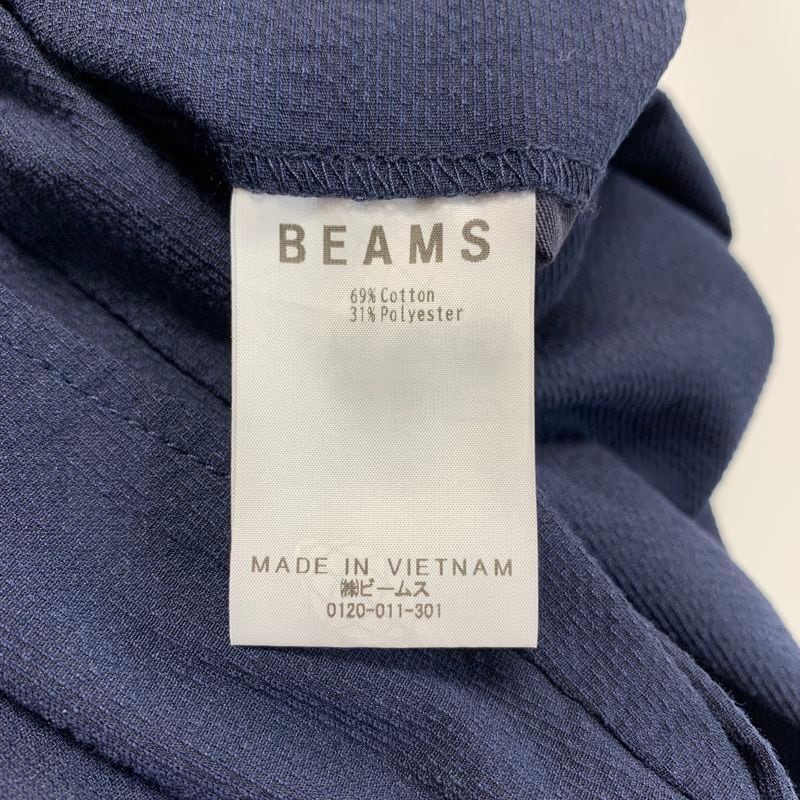 BEAMS
69% Cotton
31% Polyester
MADE IN VIETNAM
㈱ビームス
0120-011-301